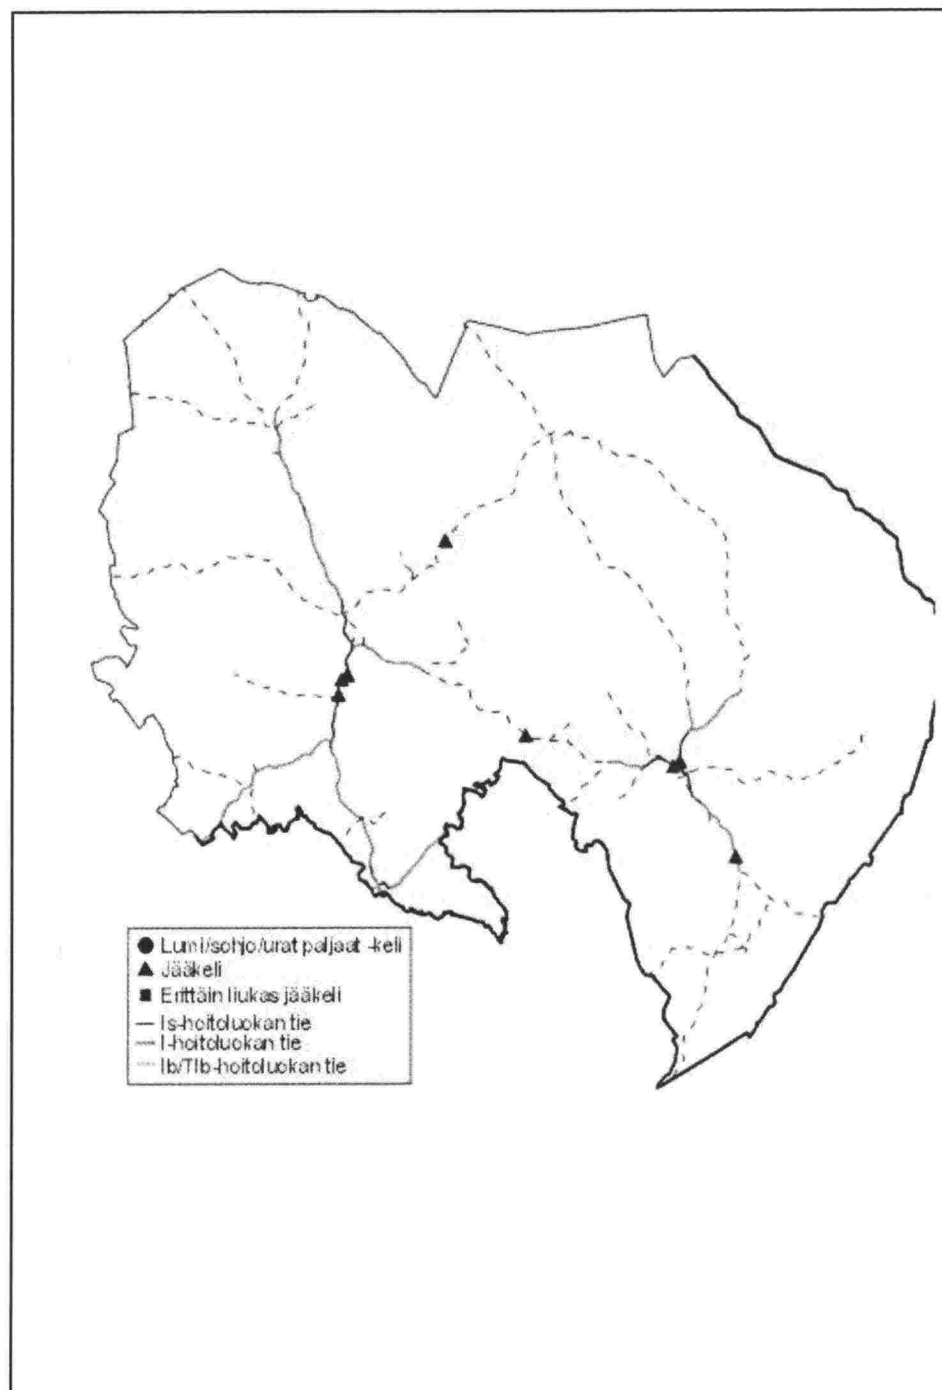 Lumi/sohjo/urat paljaat -keli
Jääkeli
Erittäin liukas jääkeli
Is-hoitoluokan tie
I-hoitoluokan tie
Ib/TIb-hoitoluokan tie